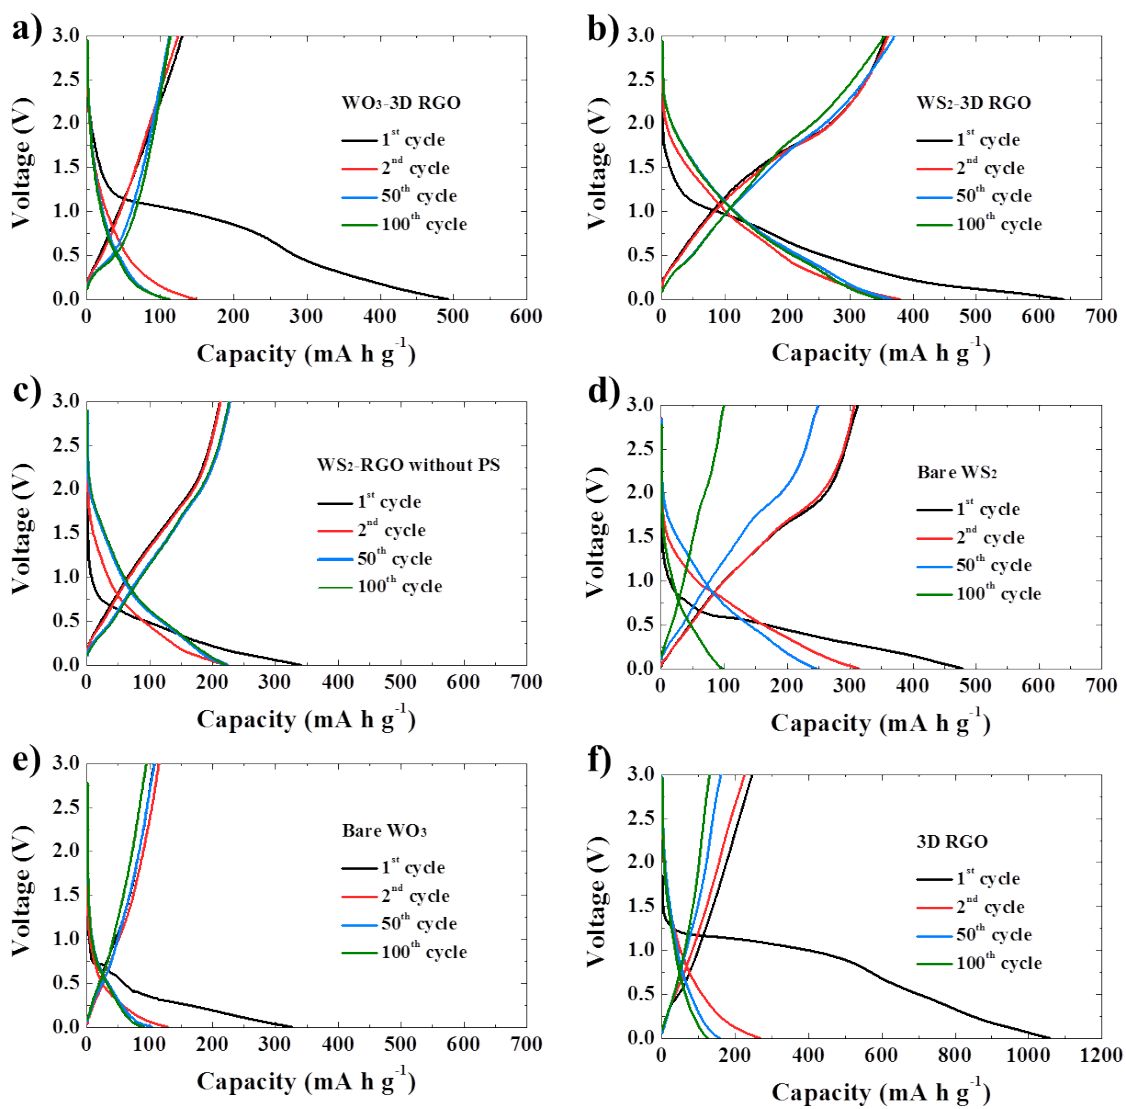 a)
3.0
2.5
2.0
1.5
1.0
0.5
0.0
Voltage (V)
WO₃-3D RGO
1ˢᵗ cycle
2ⁿᵈ cycle
50ᵗʰ cycle
100ᵗʰ cycle
0 100 200 300 400 500 600
Capacity (mA h g⁻¹)
b)
3.0
2.5
2.0
1.5
1.0
0.5
0.0
Voltage (V)
WS₂-3D RGO
1ˢᵗ cycle
2ⁿᵈ cycle
50ᵗʰ cycle
100ᵗʰ cycle
0 100 200 300 400 500 600 700
Capacity (mA h g⁻¹)
c)
3.0
2.5
2.0
1.5
1.0
0.5
0.0
Voltage (V)
WS₂-RGO without PS
1ˢᵗ cycle
2ⁿᵈ cycle
50ᵗʰ cycle
100ᵗʰ cycle
0 100 200 300 400 500 600 700
Capacity (mA h g⁻¹)
d)
3.0
2.5
2.0
1.5
1.0
0.5
0.0
Voltage (V)
Bare WS₂
1ˢᵗ cycle
2ⁿᵈ cycle
50ᵗʰ cycle
100ᵗʰ cycle
0 100 200 300 400 500 600 700
Capacity (mA h g⁻¹)
e)
3.0
2.5
2.0
1.5
1.0
0.5
0.0
Voltage (V)
Bare WO₃
1ˢᵗ cycle
2ⁿᵈ cycle
50ᵗʰ cycle
100ᵗʰ cycle
0 100 200 300 400 500 600 700
Capacity (mA h g⁻¹)
f)
3.0
2.5
2.0
1.5
1.0
0.5
0.0
Voltage (V)
3D RGO
1ˢᵗ cycle
2ⁿᵈ cycle
50ᵗʰ cycle
100ᵗʰ cycle
0 200 400 600 800 1000 1200
Capacity (mA h g⁻¹)